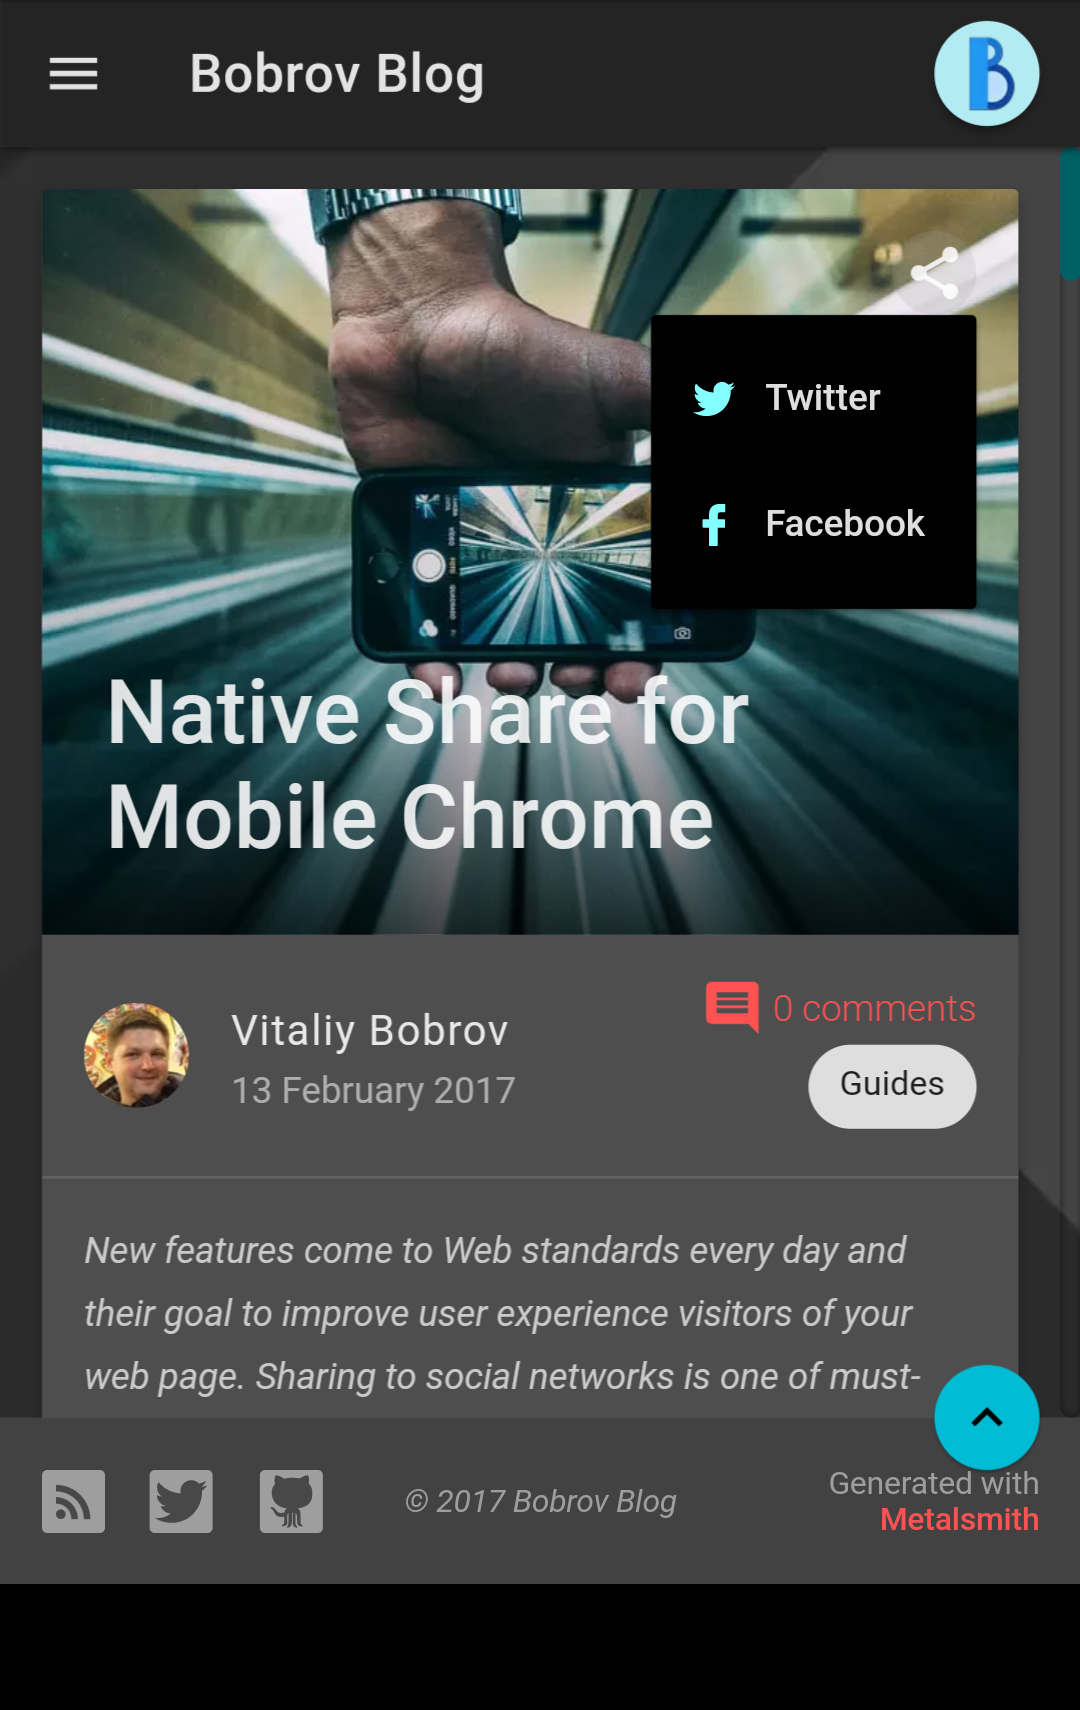 Bobrov Blog
Twitter
Facebook
Native Share for
Mobile Chrome
Vitaliy Bobrov
13 February 2017
0 comments
Guides
New features come to Web standards every day and
their goal to improve user experience visitors of your
web page. Sharing to social networks is one of must-
© 2017 Bobrov Blog
Generated with
Metalsmith